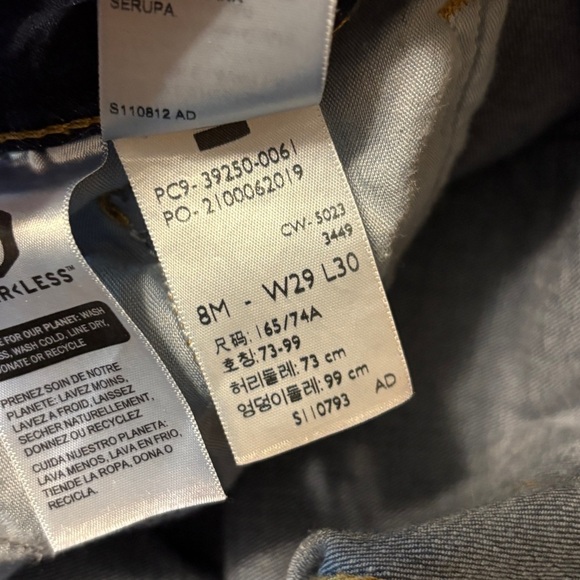 SERUPA.
S110812 AD
PC9- 39250-0061
PO- 2100062019
CW- 5023
3449
8M - W29 L30
尺码: 165/74A
호칭:73-99
허리둘레: 73 cm
엉덩이둘레: 99 cm
S110793 AD
R<LESS™
E FOR OUR PLANET: WASH
SS, WASH COLD, LINE DRY,
ONATE OR RECYCLE
PRENEZ SOIN DE NOTRE
PLANÈTE: LAVEZ MOINS,
LAVEZ A FROID, LAISSEZ
SECHER NATURELLEMENT,
DONNEZ OU RECYCLEZ
CUIDA NUESTRO PLANETA:
LAVA MENOS, LAVA EN FRIO,
TIENDE LA ROPA, DONA O
RECICLA.